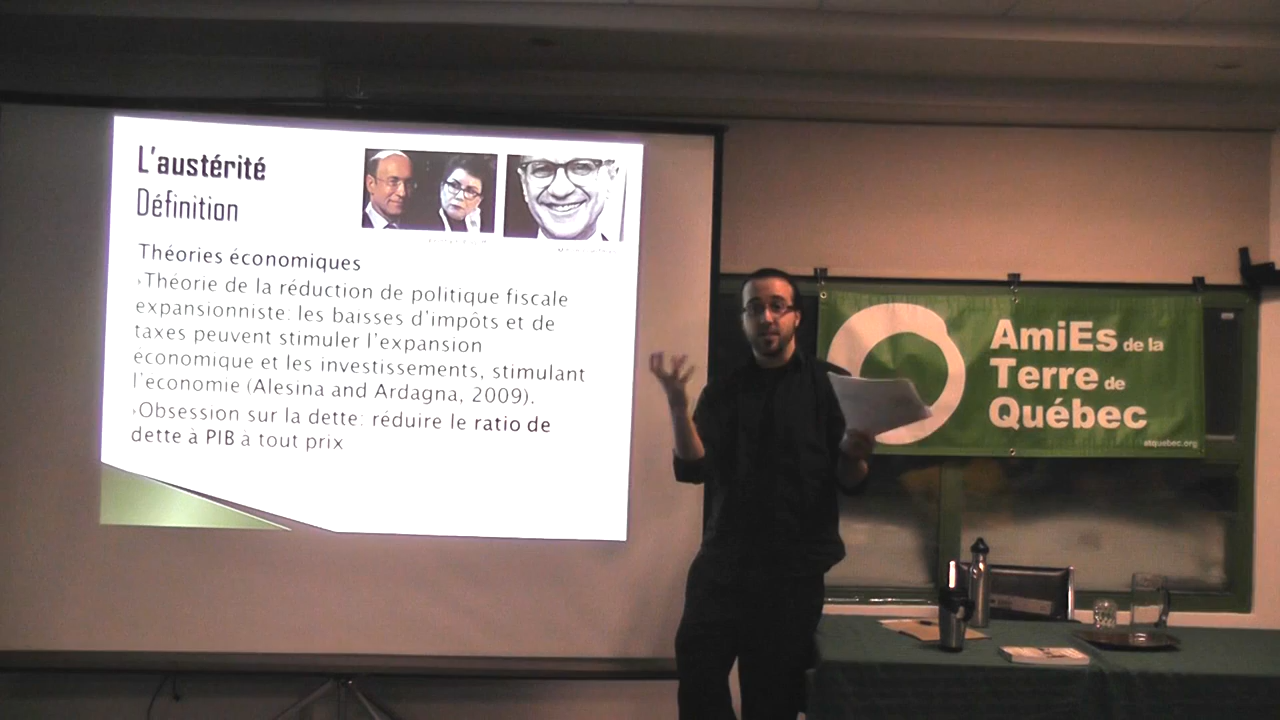 L'austérité
Définition
Théories économiques
›Théorie de la réduction de politique fiscale
expansionniste: les baisses d'impôts et de
taxes peuvent stimuler l'expansion
économique et les investissements, stimulant
l'economie (Alesina and Ardagna, 2009).
›Obsession sur la dette: réduire le ratio de
dette à PIB à tout prix
AmiEs de la
Terre de
Québec
atquebec.org